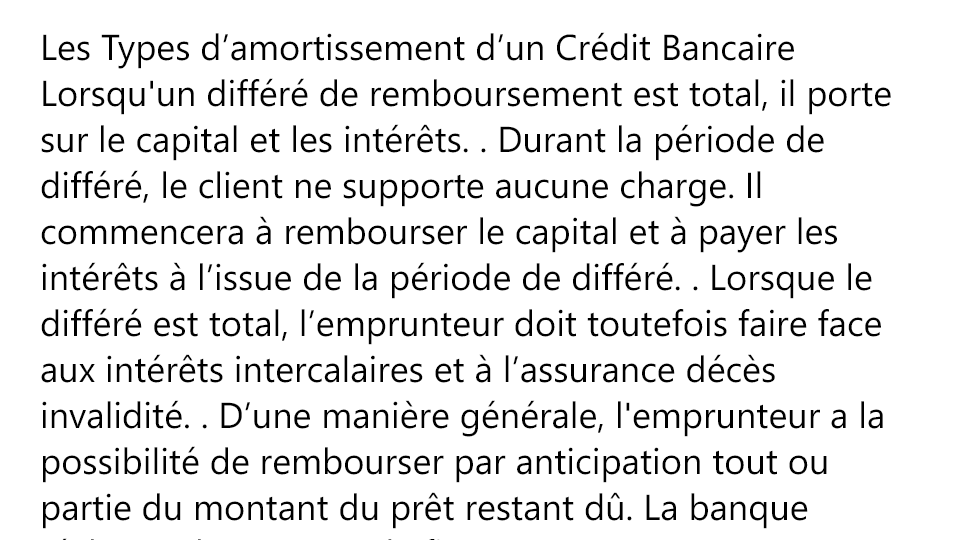 Les Types d’amortissement d’un Crédit Bancaire
Lorsqu'un différé de remboursement est total, il porte
sur le capital et les intérêts. . Durant la période de
différé, le client ne supporte aucune charge. Il
commencera à rembourser le capital et à payer les
intérêts à l’issue de la période de différé. . Lorsque le
différé est total, l’emprunteur doit toutefois faire face
aux intérêts intercalaires et à l’assurance décès
invalidité. . D’une manière générale, l'emprunteur a la
possibilité de rembourser par anticipation tout ou
partie du montant du prêt restant dû. La banque